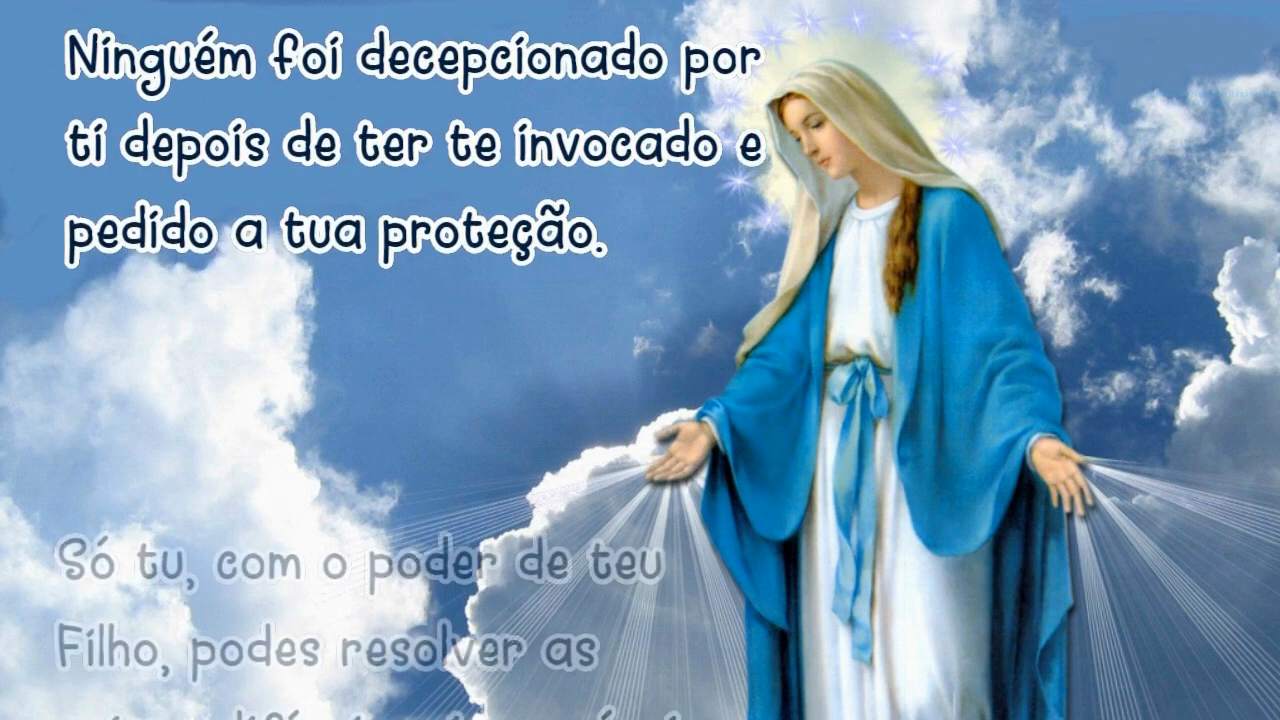 Ninguém foi decepcionado por
ti depois de ter te invocado e
pedido a tua proteção.
Só tu, com o poder de teu
Filho, podes resolver as